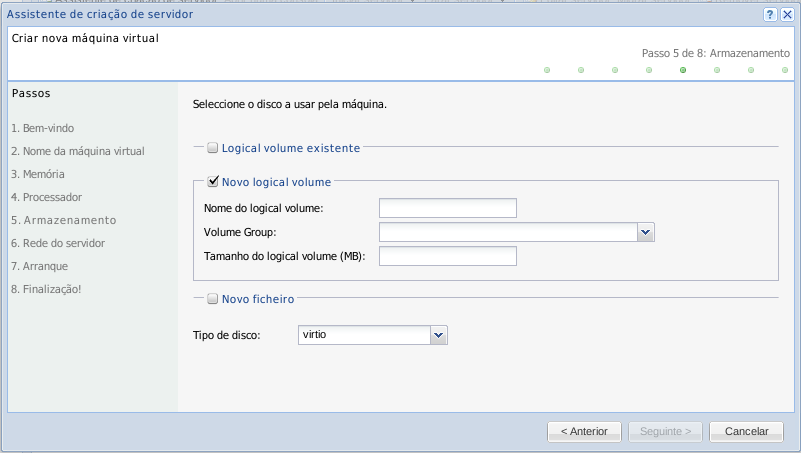 Assistente de criação de servidor
Criar nova máquina virtual
Passo 5 de 8: Armazenamento
Passos
1. Bem-vindo
2. Nome da máquina virtual
3. Memória
4. Processador
5. Armazenamento
6. Rede do servidor
7. Arranque
8. Finalização!
Seleccione o disco a usar pela máquina.
Logical volume existente
Novo logical volume
Nome do logical volume:
Volume Group:
Tamanho do logical volume (MB):
Novo ficheiro
Tipo de disco: virtio
< Anterior
Seguinte >
Cancelar